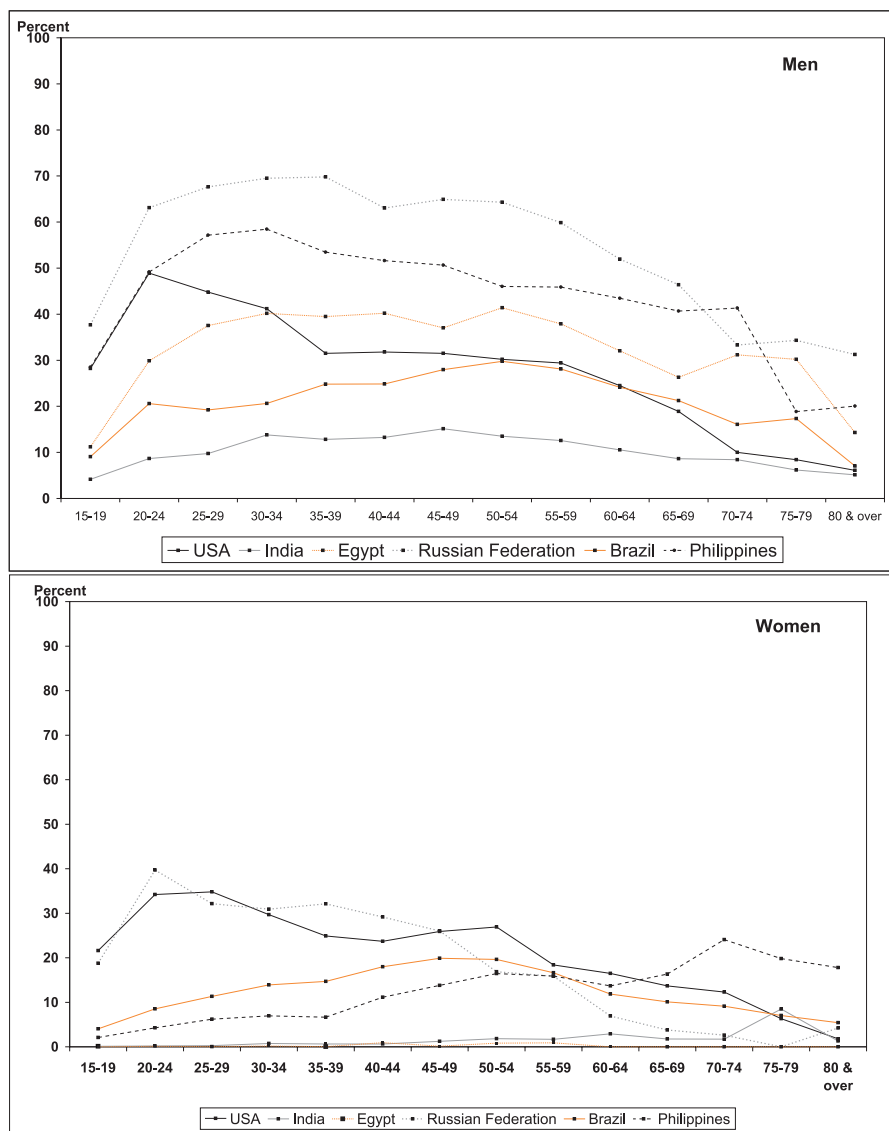 Percent
Men
100
90
80
70
60
50
40
30
20
10
0
15-19 20-24 25-29 30-34 35-39 40-44 45-49 50-54 55-59 60-64 65-69 70-74 75-79 80 & over
USA India Egypt Russian Federation Brazil Philippines
Percent
Women
100
90
80
70
60
50
40
30
20
10
0
15-19 20-24 25-29 30-34 35-39 40-44 45-49 50-54 55-59 60-64 65-69 70-74 75-79 80 &
over
USA India Egypt Russian Federation Brazil Philippines